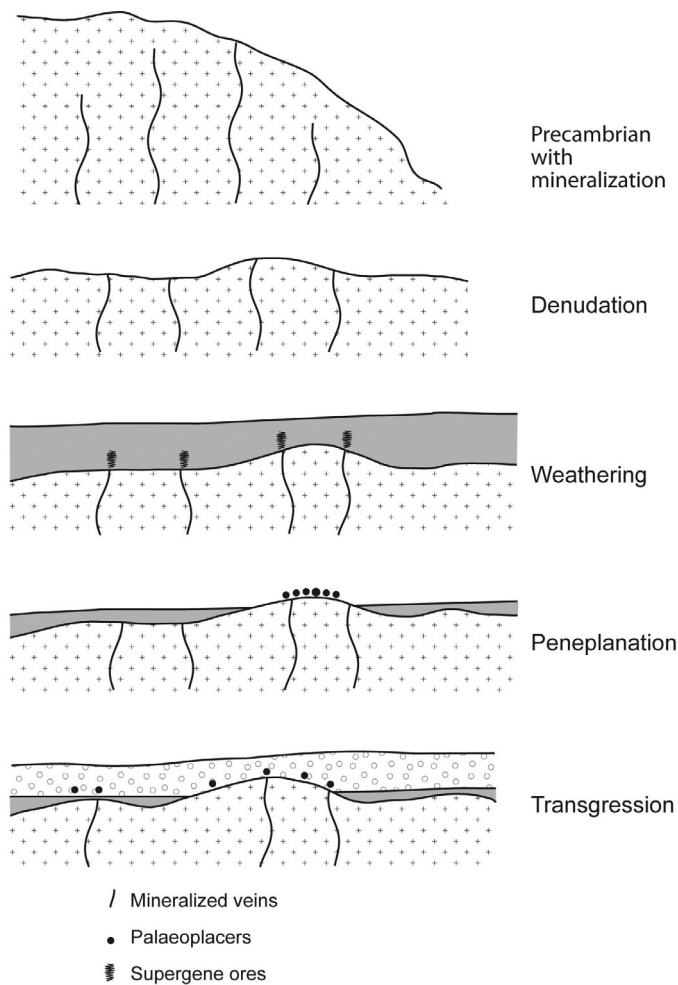 Precambrian
with
mineralization
Denudation
Weathering
Peneplanation
Transgression
Mineralized veins
Palaeoplacers
Supergene ores